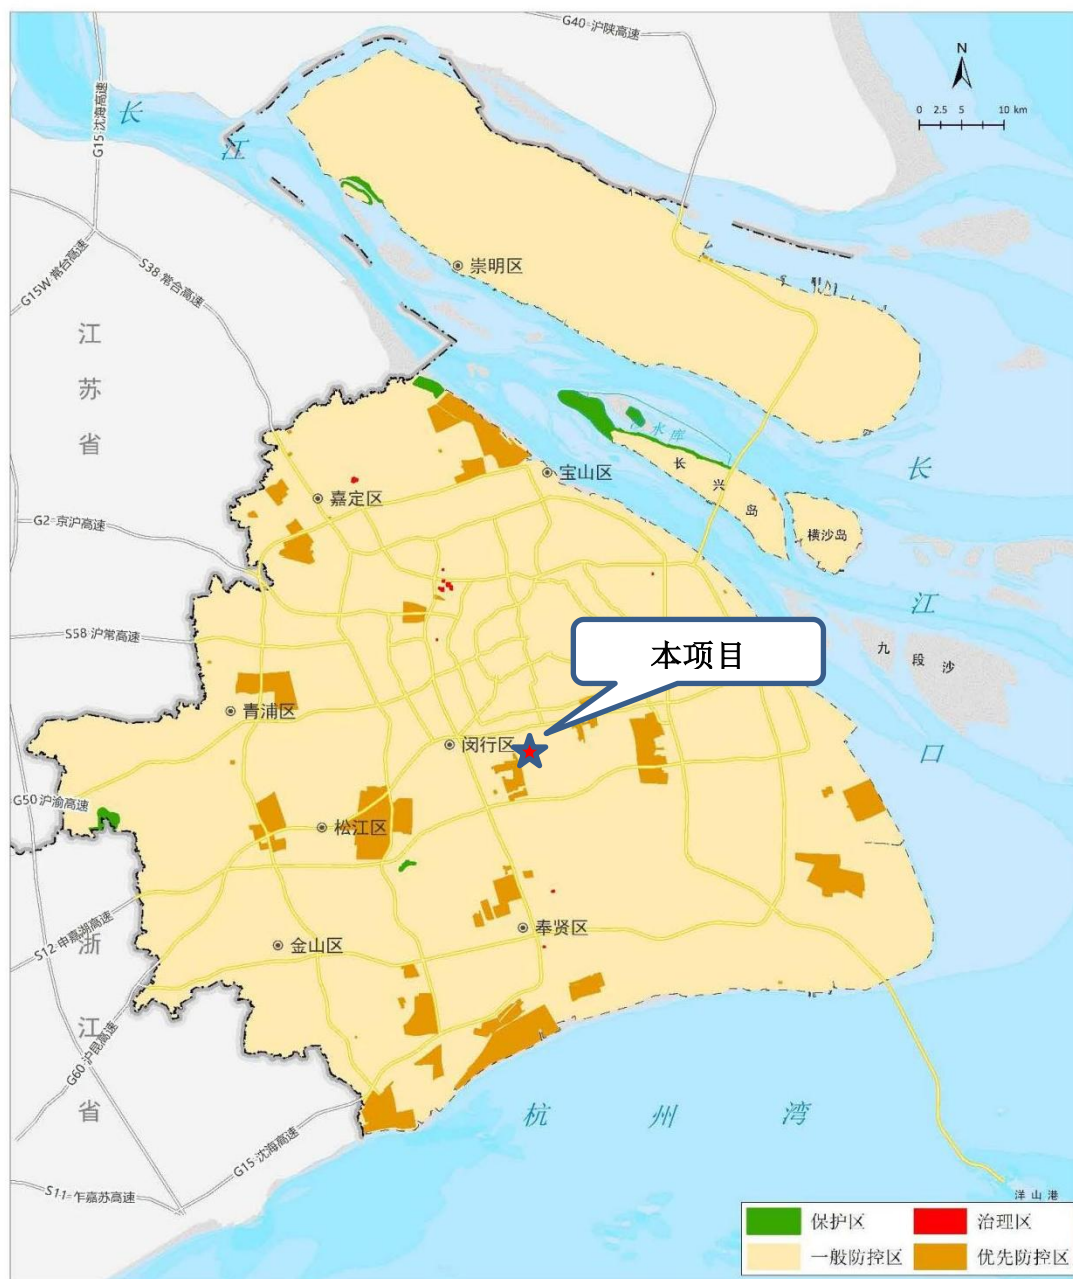 G40 沪陕高速
N
0 2.5 5 10 km
G15 沈海高速
长
江
崇明区
G15W 常台高速
S38 常台高速
江
苏
省
水库
长
兴
岛
宝山区
长
嘉定区
G2 京沪高速
横沙岛
江
S58 沪常高速
本项目
九
段
沙
青浦区
闵行区
口
G50 沪渝高速
松江区
奉贤区
S12 申嘉湖高速
浙
金山区
江
G60 沪昆高速
省
杭
州
湾
G15 沈海高速
S11 乍嘉苏高速
洋山港
保护区
治理区
一般防控区
优先防控区